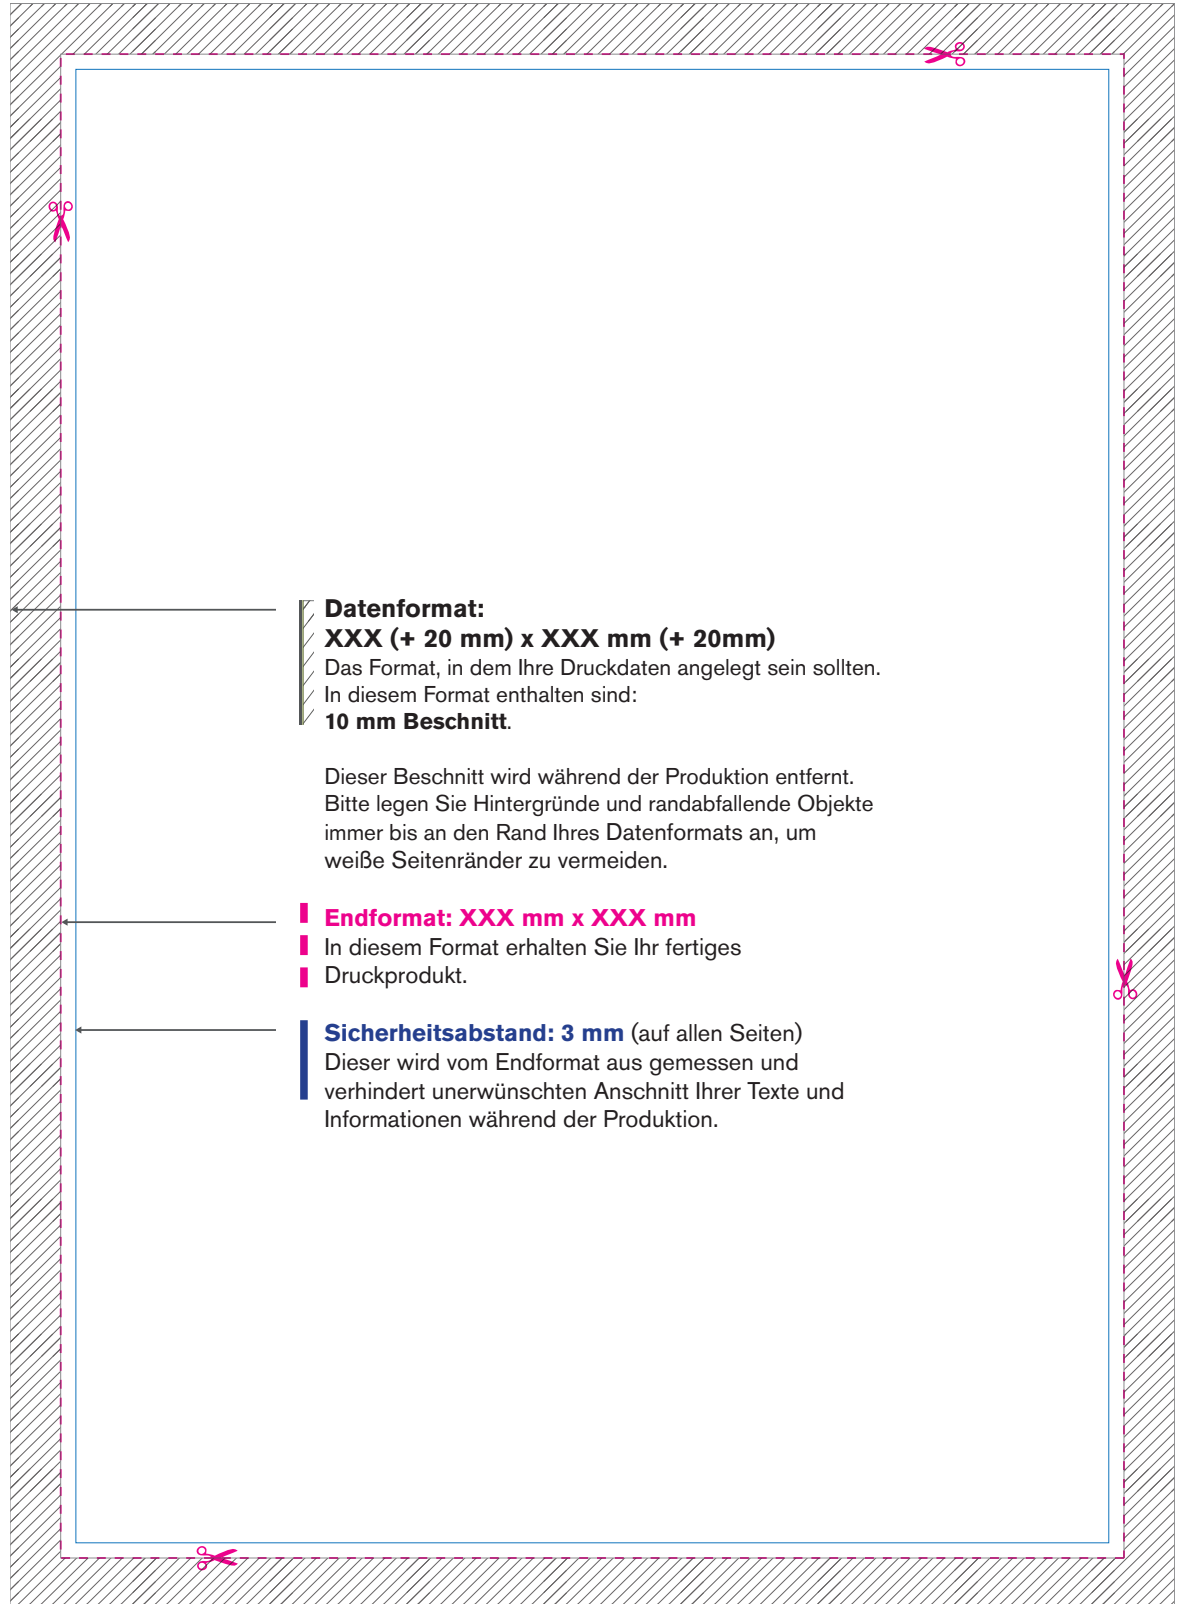 Datenformat:
XXX (+ 20 mm) x XXX mm (+ 20mm)
Das Format, in dem Ihre Druckdaten angelegt sein sollten.
In diesem Format enthalten sind:
10 mm Beschnitt.
Dieser Beschnitt wird während der Produktion entfernt.
Bitte legen Sie Hintergründe und randabfallende Objekte
immer bis an den Rand Ihres Datenformats an, um
weiße Seitenränder zu vermeiden.
Endformat: XXX mm x XXX mm
In diesem Format erhalten Sie Ihr fertiges
Druckprodukt.
Sicherheitsabstand: 3 mm (auf allen Seiten)
Dieser wird vom Endformat aus gemessen und
verhindert unerwünschten Anschnitt Ihrer Texte und
Informationen während der Produktion.